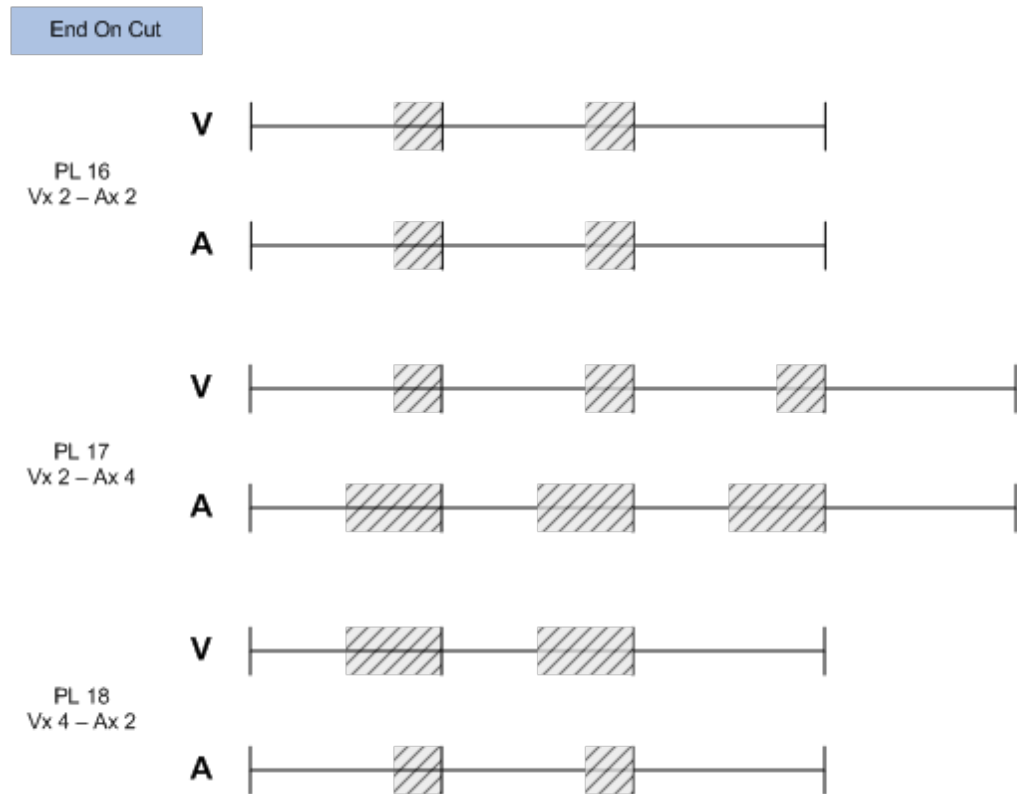 End On Cut
V
PL 16
Vx 2 – Ax 2
A
V
PL 17
Vx 2 – Ax 4
A
V
PL 18
Vx 4 – Ax 2
A